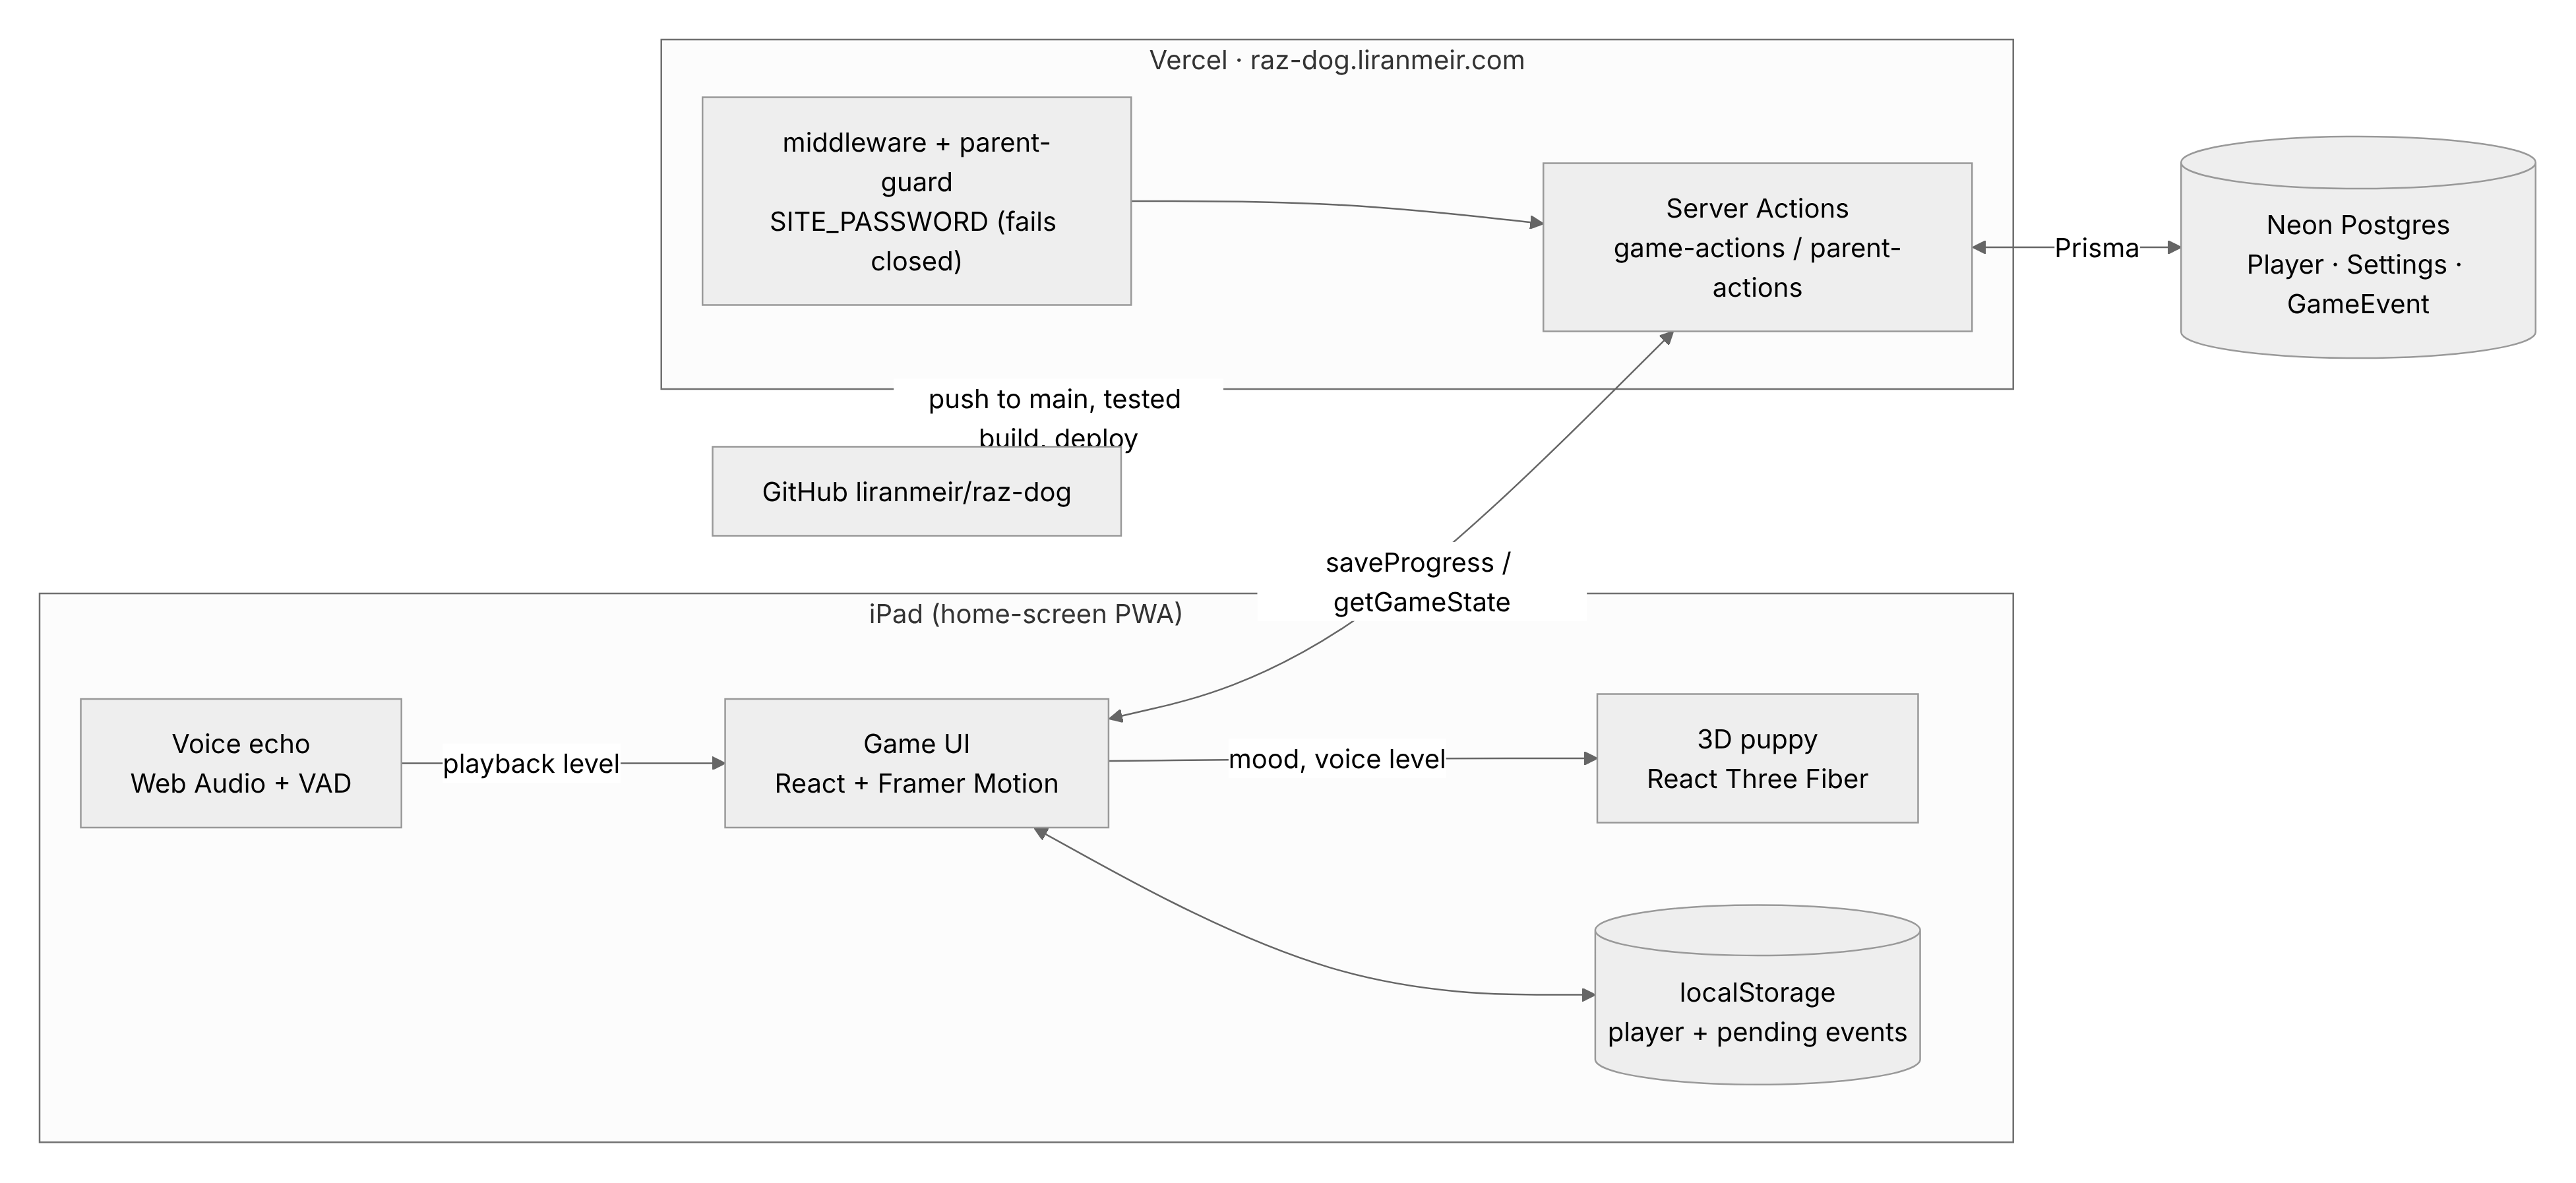 Vercel · raz-dog.liranmeir.com
middleware + parent-
guard
SITE_PASSWORD (fails
closed)
Server Actions
game-actions / parent-
actions
Prisma
Neon Postgres
Player · Settings ·
GameEvent
push to main, tested
build, deploy
GitHub liranmeir/raz-dog
saveProgress /
getGameState
iPad (home-screen PWA)
Voice echo
Web Audio + VAD
playback level
Game UI
React + Framer Motion
mood, voice level
3D puppy
React Three Fiber
localStorage
player + pending events